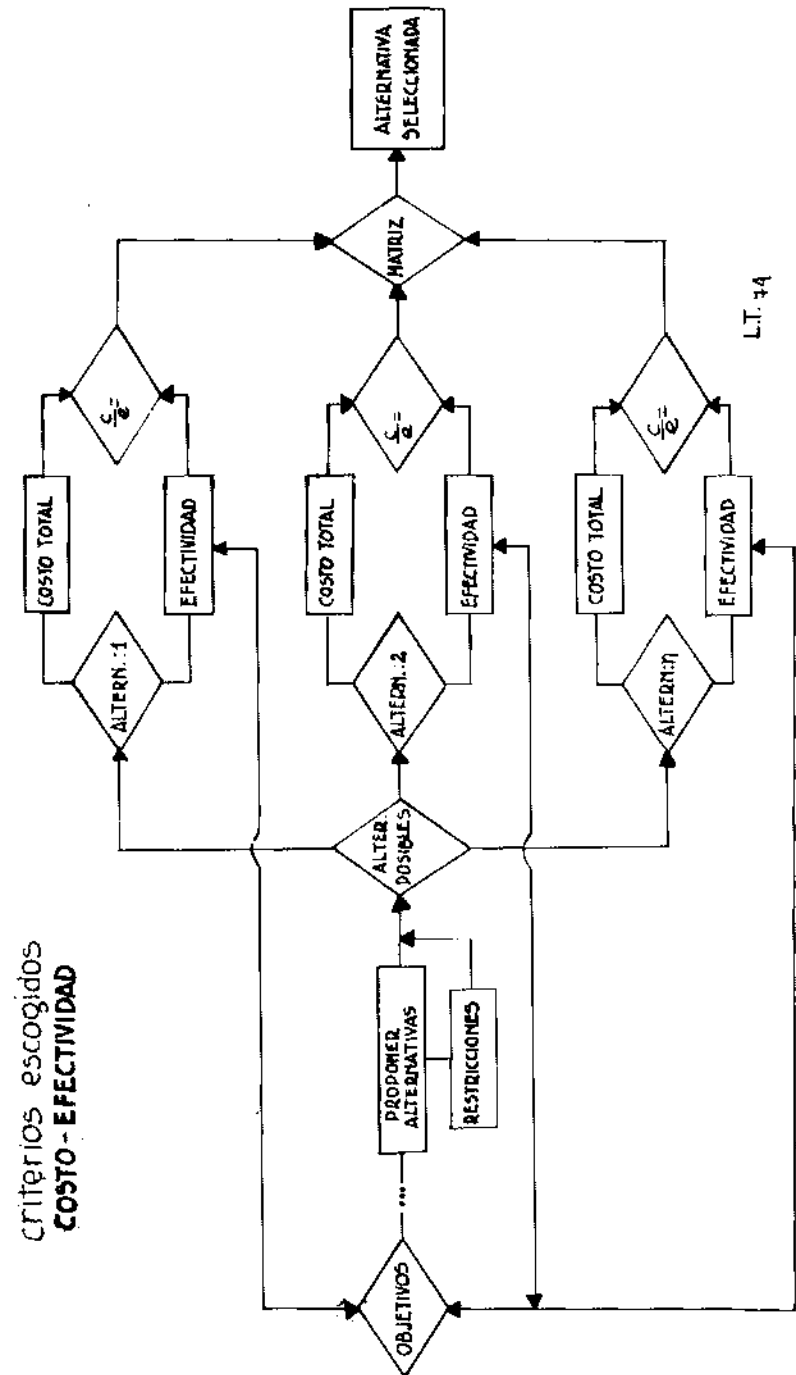 criterios escogidos
COSTO - EFECTIVIDAD
OBJETIVOS
...
PROPONER
ALTERNATIVAS
RESTRICCIONES
ALTER.
POSIBLES
ALTERN.:1
COSTO TOTAL
EFECTIVIDAD
C/e =
ALTERN.:2
COSTO TOTAL
EFECTIVIDAD
C/e =
ALTERN:n
COSTO TOTAL
EFECTIVIDAD
C/e =
MATRIZ
ALTERNATIVA
SELECCIONADA
L.T. 74